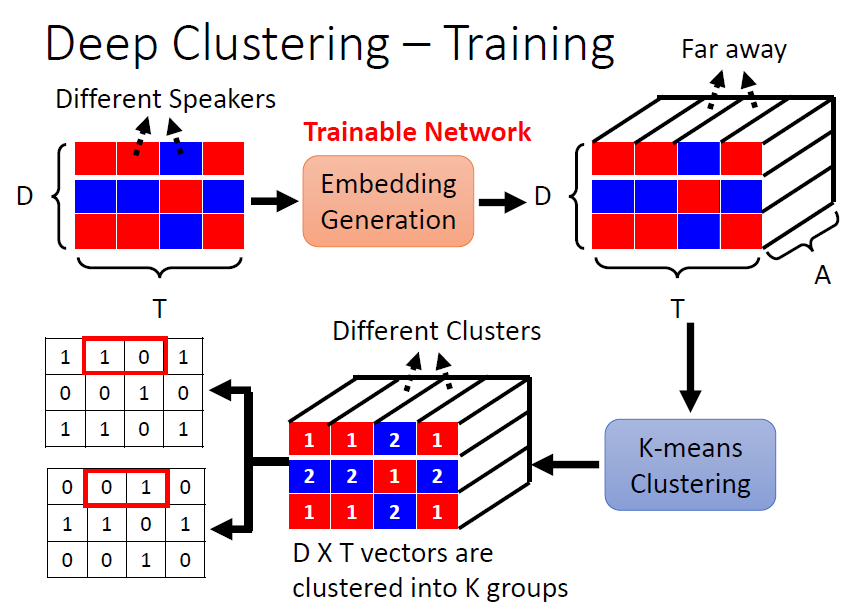 Deep Clustering – Training
Far away
Different Speakers
Trainable Network
D
Embedding
Generation
D
A
T
T
Different Clusters
1 1 0 1
0 0 1 0
1 1 0 1
1 1 2 1
2 2 1 2
1 1 2 1
K-means
Clustering
0 0 1 0
1 1 0 1
0 0 1 0
D X T vectors are
clustered into K groups